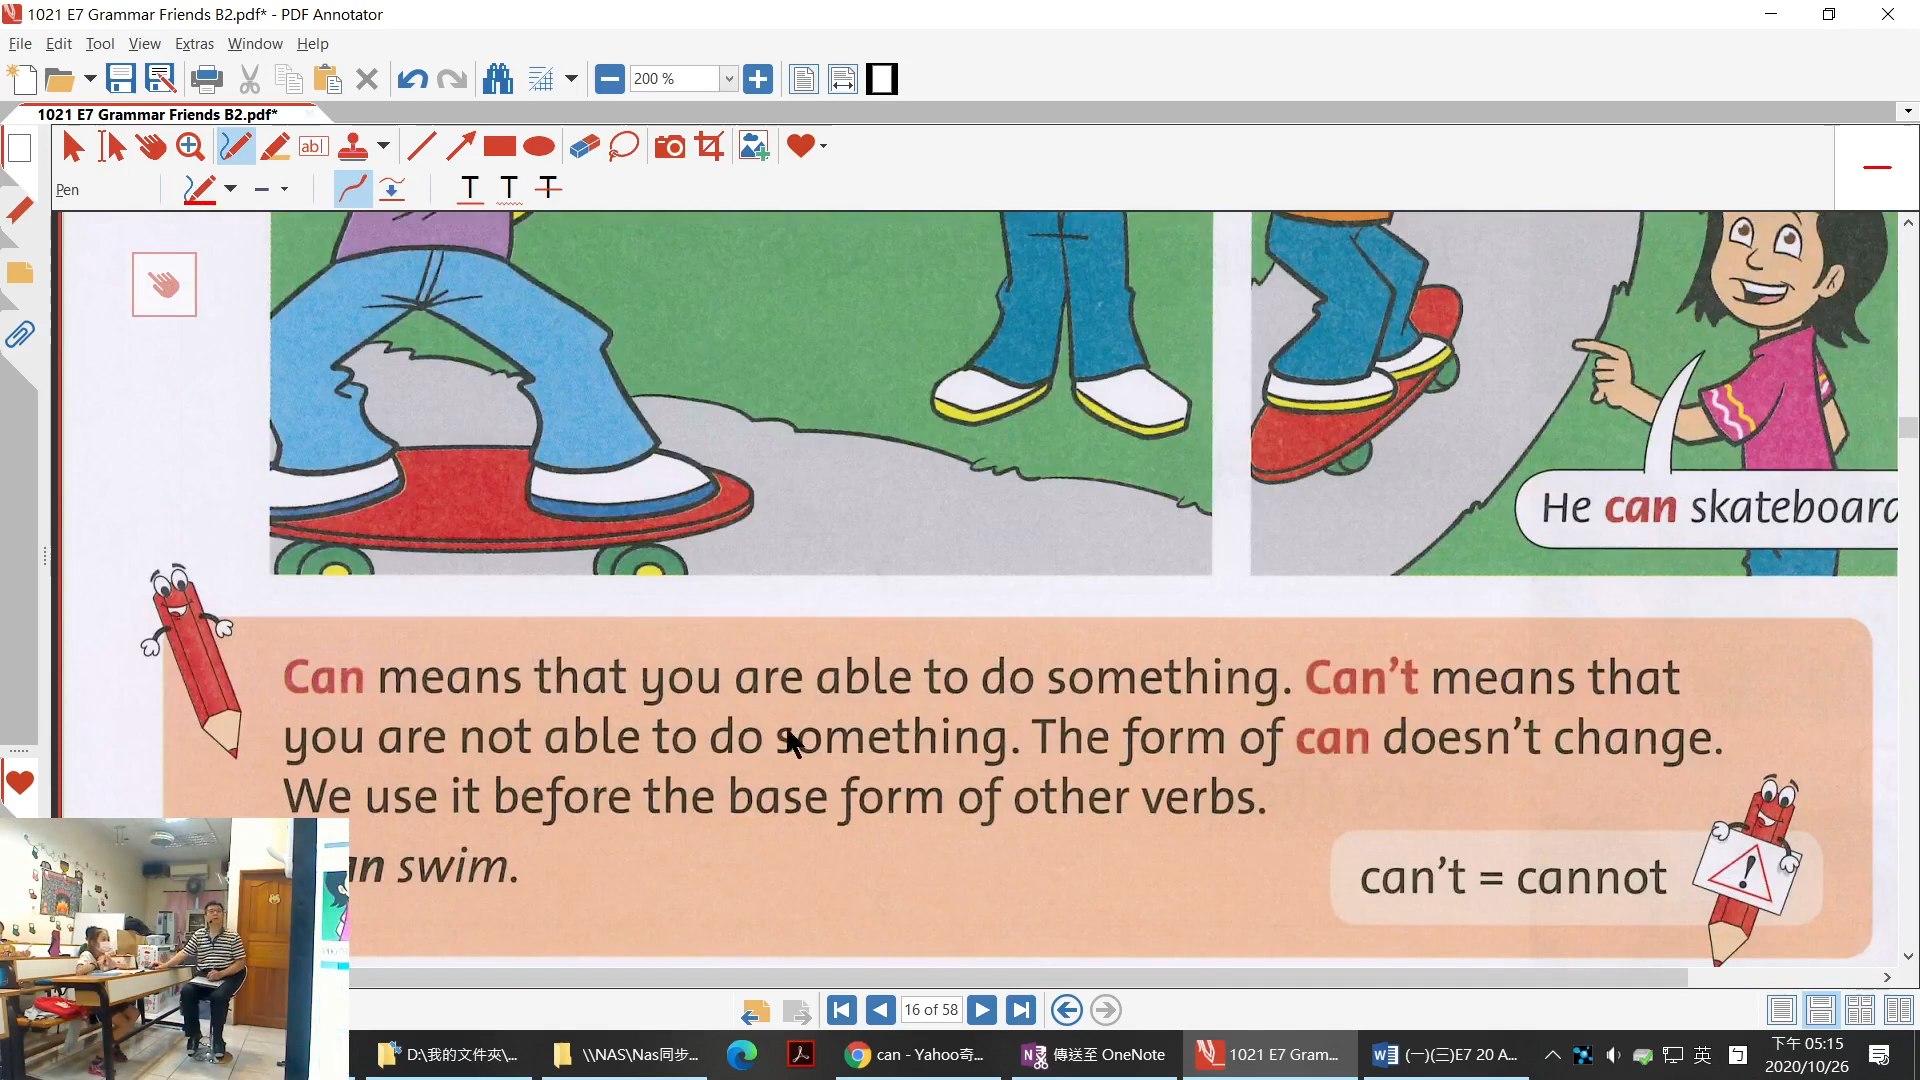 1021 E7 Grammar Friends B2.pdf* - PDF Annotator
File Edit Tool View Extras Window Help
200 %
1021 E7 Grammar Friends B2.pdf*
ab|
Pen
T T T
He can skateboard
Can means that you are able to do something. Can't means that
you are not able to do something. The form of can doesn't change.
We use it before the base form of other verbs.
an swim.
can't = cannot
!
16 of 58
D:\我的文件夾\...
\\NAS\Nas同步...
can - Yahoo奇...
傳送至 OneNote
1021 E7 Gram...
(一)(三)E7 20 A...
英
下午 05:15
2020/10/26